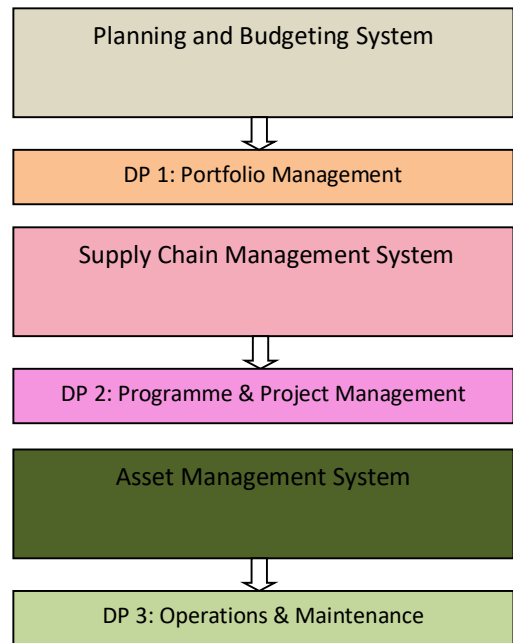 Planning and Budgeting System
DP 1: Portfolio Management
Supply Chain Management System
DP 2: Programme & Project Management
Asset Management System
DP 3: Operations & Maintenance